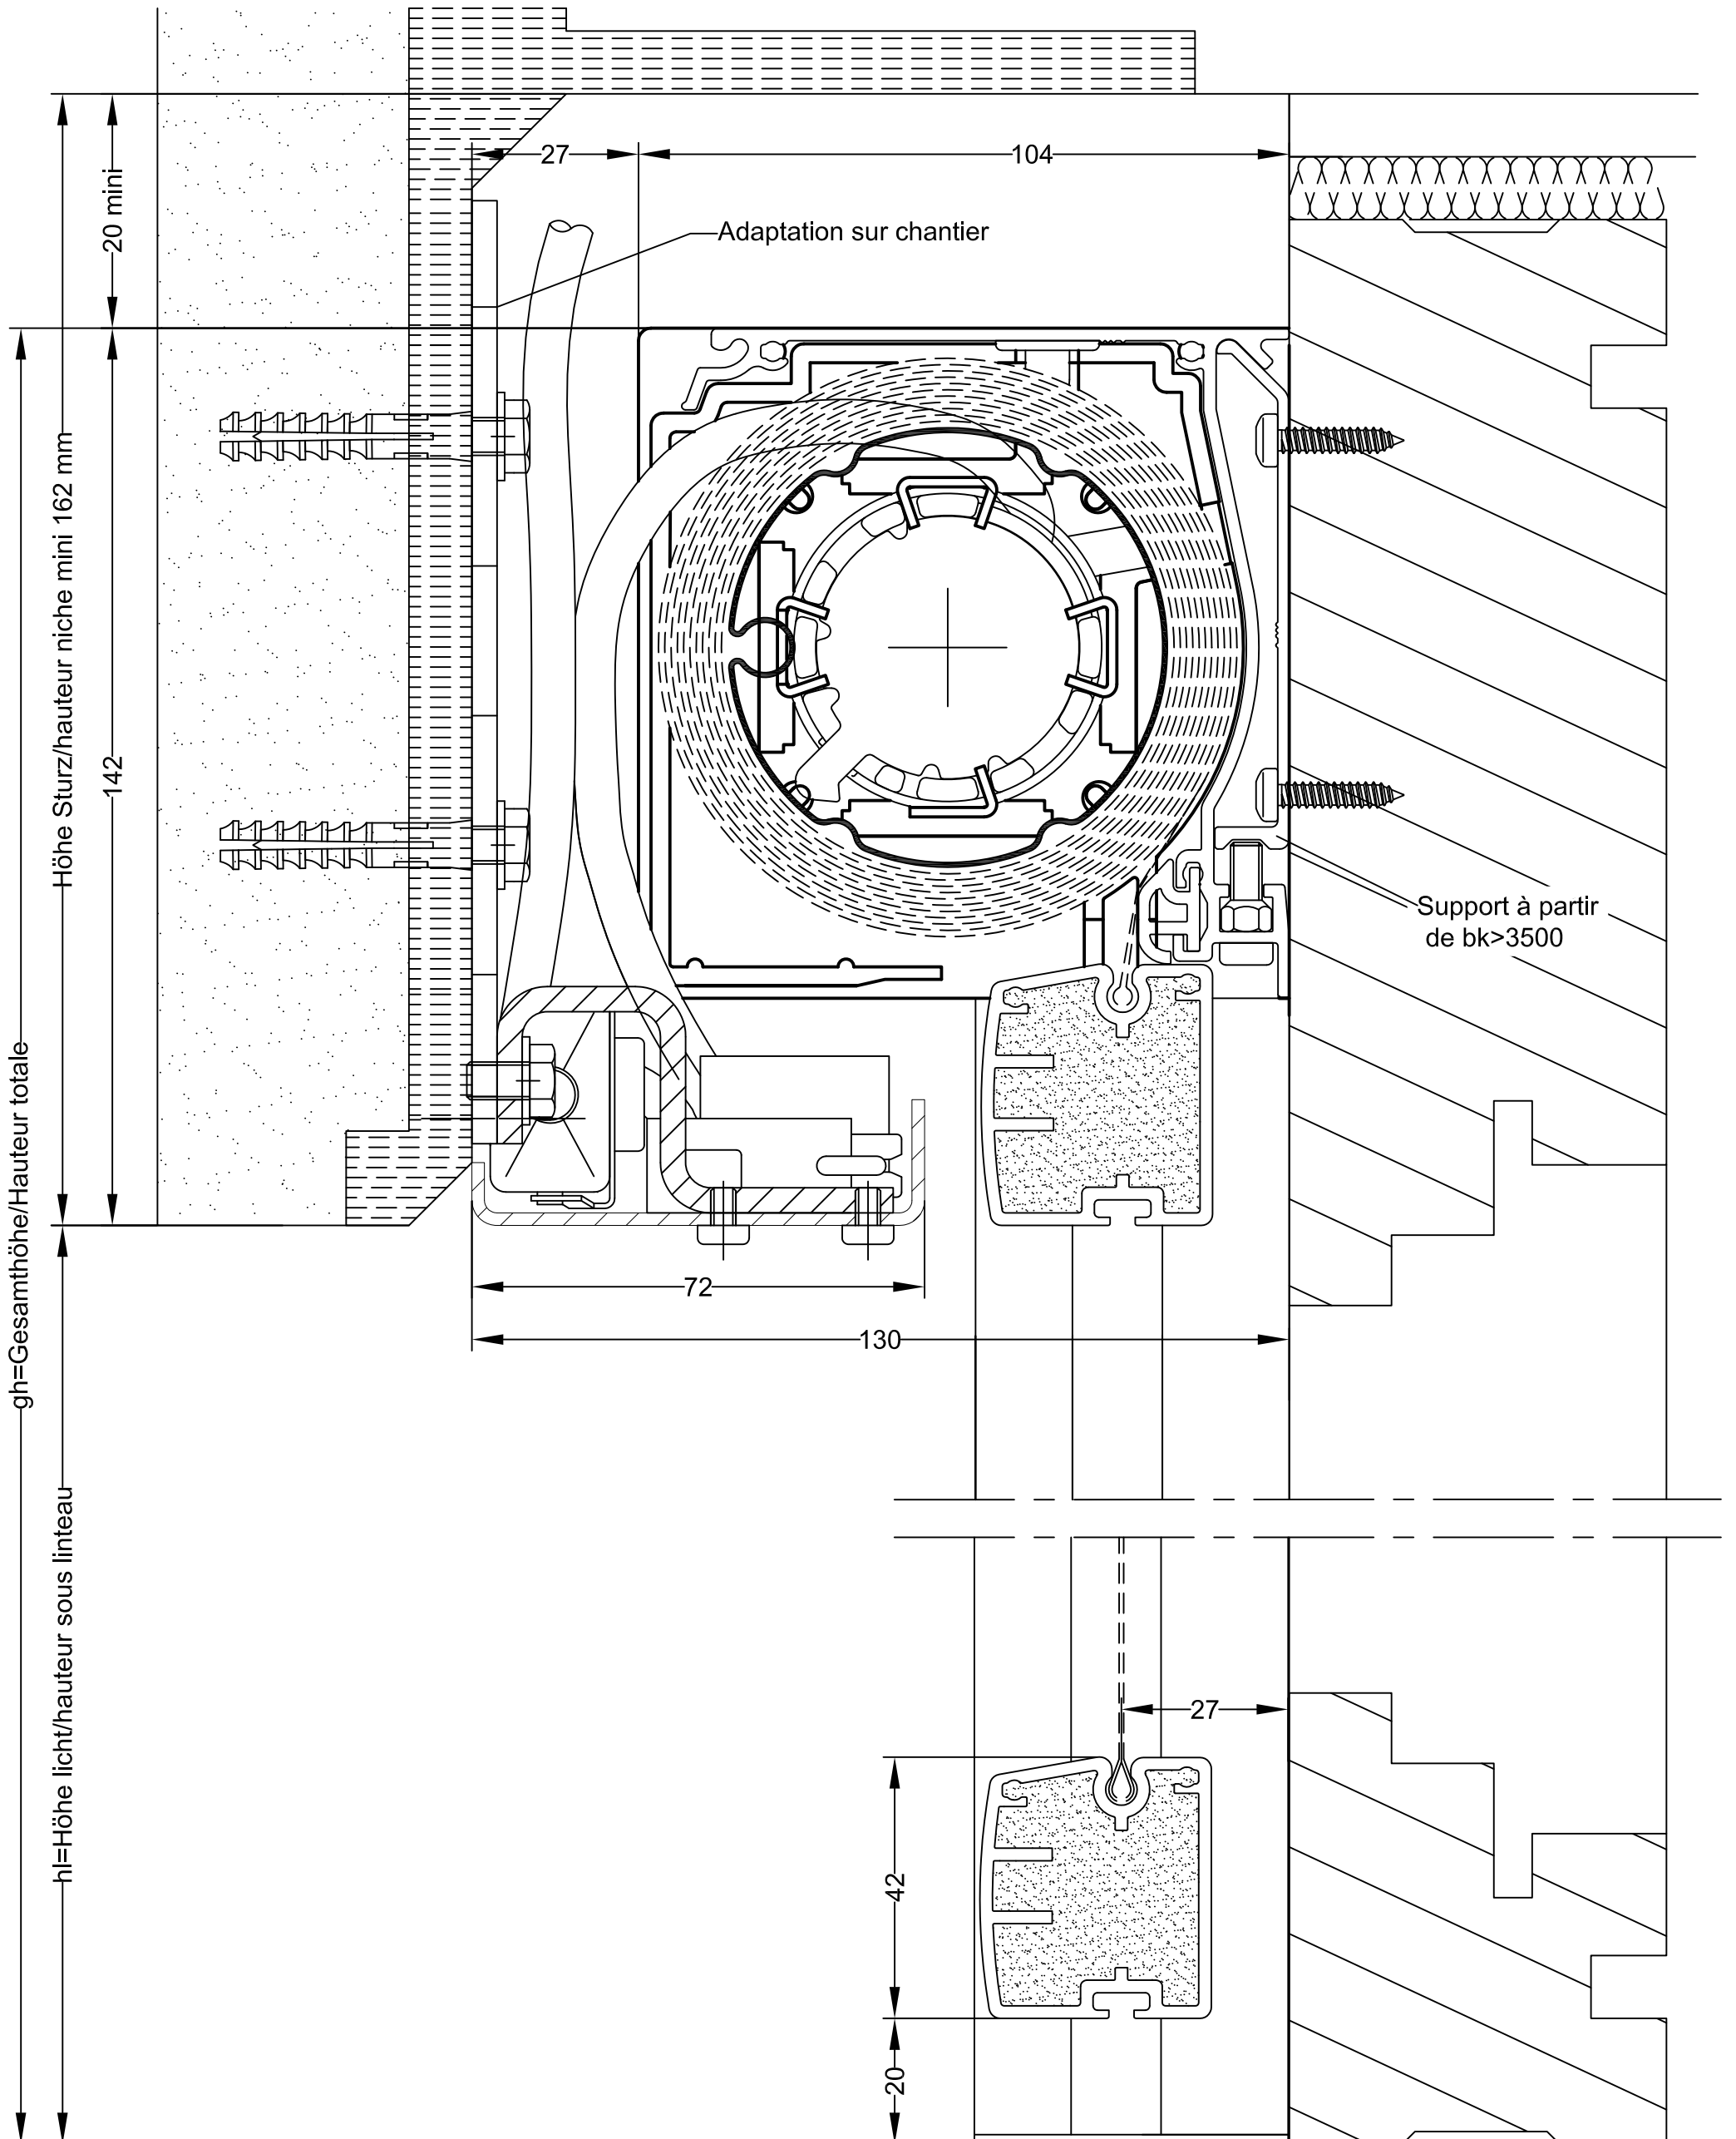 27
104
20 mini
Adaptation sur chantier
Höhe Sturz/hauteur niche mini 162 mm
142
Support à partir
de bk>3500
gh=Gesamthöhe/Hauteur totale
72
130
hl=Höhe licht/hauteur sous linteau
27
42
20